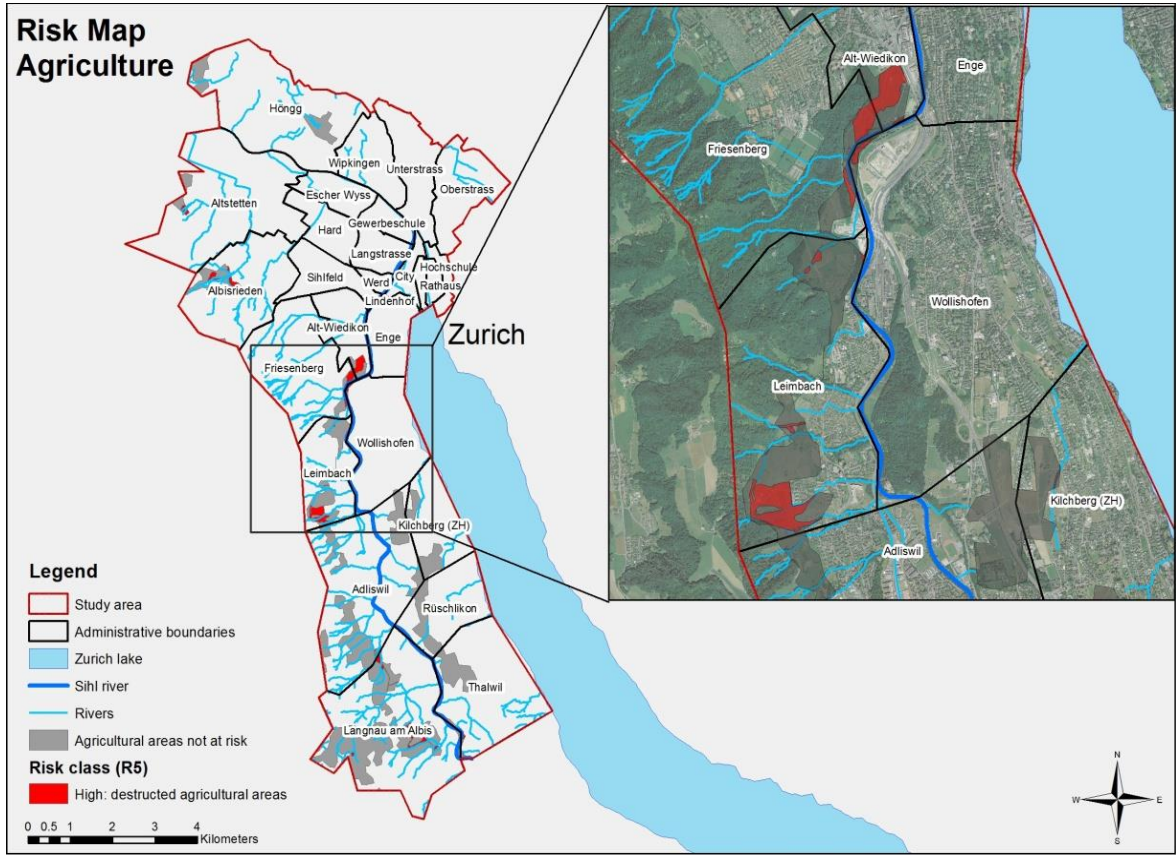 Risk Map
Agriculture
Höngg
Wipkingen
Unterstrass
Oberstrass
Escher Wyss
Altstetten
Hard
Gewerbeschule
Langstrasse
Hochschule
City
Rathaus
Sihlfeld
Werd
Lindenhof
Albisrieden
Alt-Wiedikon
Enge
Zurich
Friesenberg
Wollishofen
Leimbach
Kilchberg (ZH)
Adliswil
Rüschlikon
Thalwil
Langnau am Albis
Alt-Wiedikon
Enge
Friesenberg
Wollishofen
Leimbach
Kilchberg (ZH)
Adliswil
Legend
Study area
Administrative boundaries
Zurich lake
Sihl river
Rivers
Agricultural areas not at risk
Risk class (R5)
High: destructed agricultural areas
0 0.5 1 2 3 4
Kilometers
N
W E
S